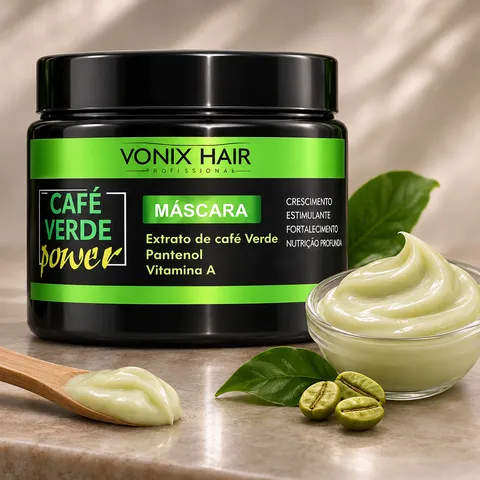 VONIX HAIR
PROFISSIONAL
CAFÉ
VERDE
power
MÁSCARA
Extrato de café Verde
Pantenol
Vitamina A
CRESCIMENTO
ESTIMULANTE
FORTALECIMENTO
NUTRIÇÃO PROFUNDA